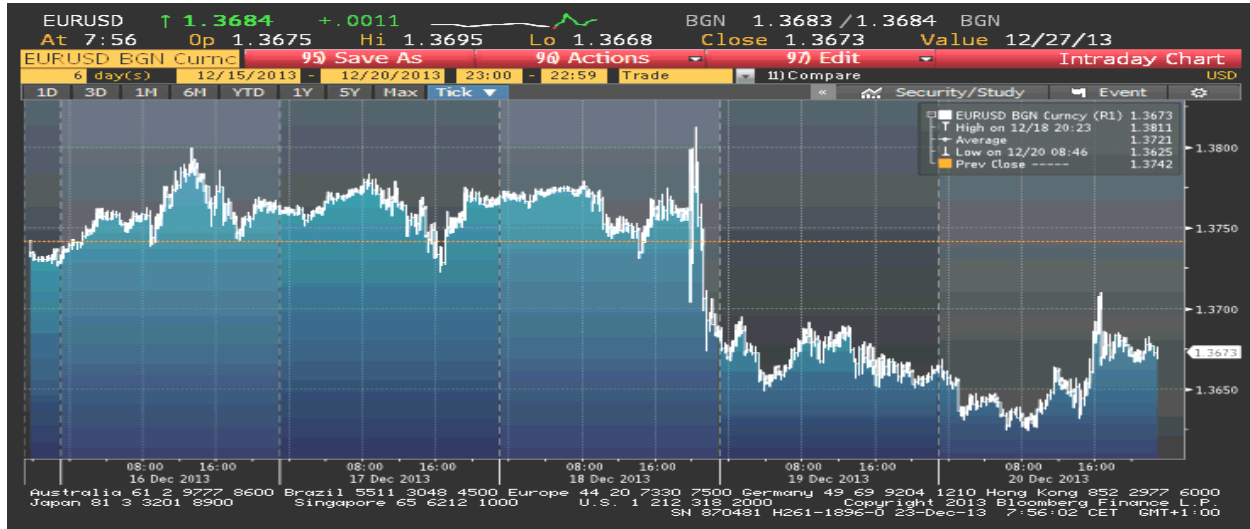 EURUSD ↑ 1.3684 +.0011 BGN 1.3683/1.3684 BGN
At 7:56 Op 1.3675 Hi 1.3695 Lo 1.3668 Close 1.3673 Value 12/27/13
EURUSD BGN Curnc 95) Save As 96) Actions 97) Edit Intraday Chart
6 day(s) 12/15/2013 - 12/20/2013 23:00 - 22:59 Trade 11) Compare USD
1D 3D 1M 6M YTD 1Y 5Y Max Tick ▼ « Security/Study Event
EURUSD BGN Curncy (R1) 1.3673
High on 12/18 20:23 1.3811
Average 1.3721
Low on 12/20 08:46 1.3625
Prev Close ----- 1.3742
1.3800
1.3750
1.3700
1.3673
1.3650
08:00 16:00 08:00 16:00 08:00 16:00 08:00 16:00 08:00 16:00
16 Dec 2013 17 Dec 2013 18 Dec 2013 19 Dec 2013 20 Dec 2013
Australia 61 2 9777 8600 Brazil 5511 3048 4500 Europe 44 20 7330 7500 Germany 49 69 9204 1210 Hong Kong 852 2977 6000
Japan 81 3 3201 8900 Singapore 65 6212 1000 U.S. 1 212 318 2000 Copyright 2013 Bloomberg Finance L.P.
SN 870481 H261-1896-0 23-Dec-13 7:56:02 CET GMT+1:00